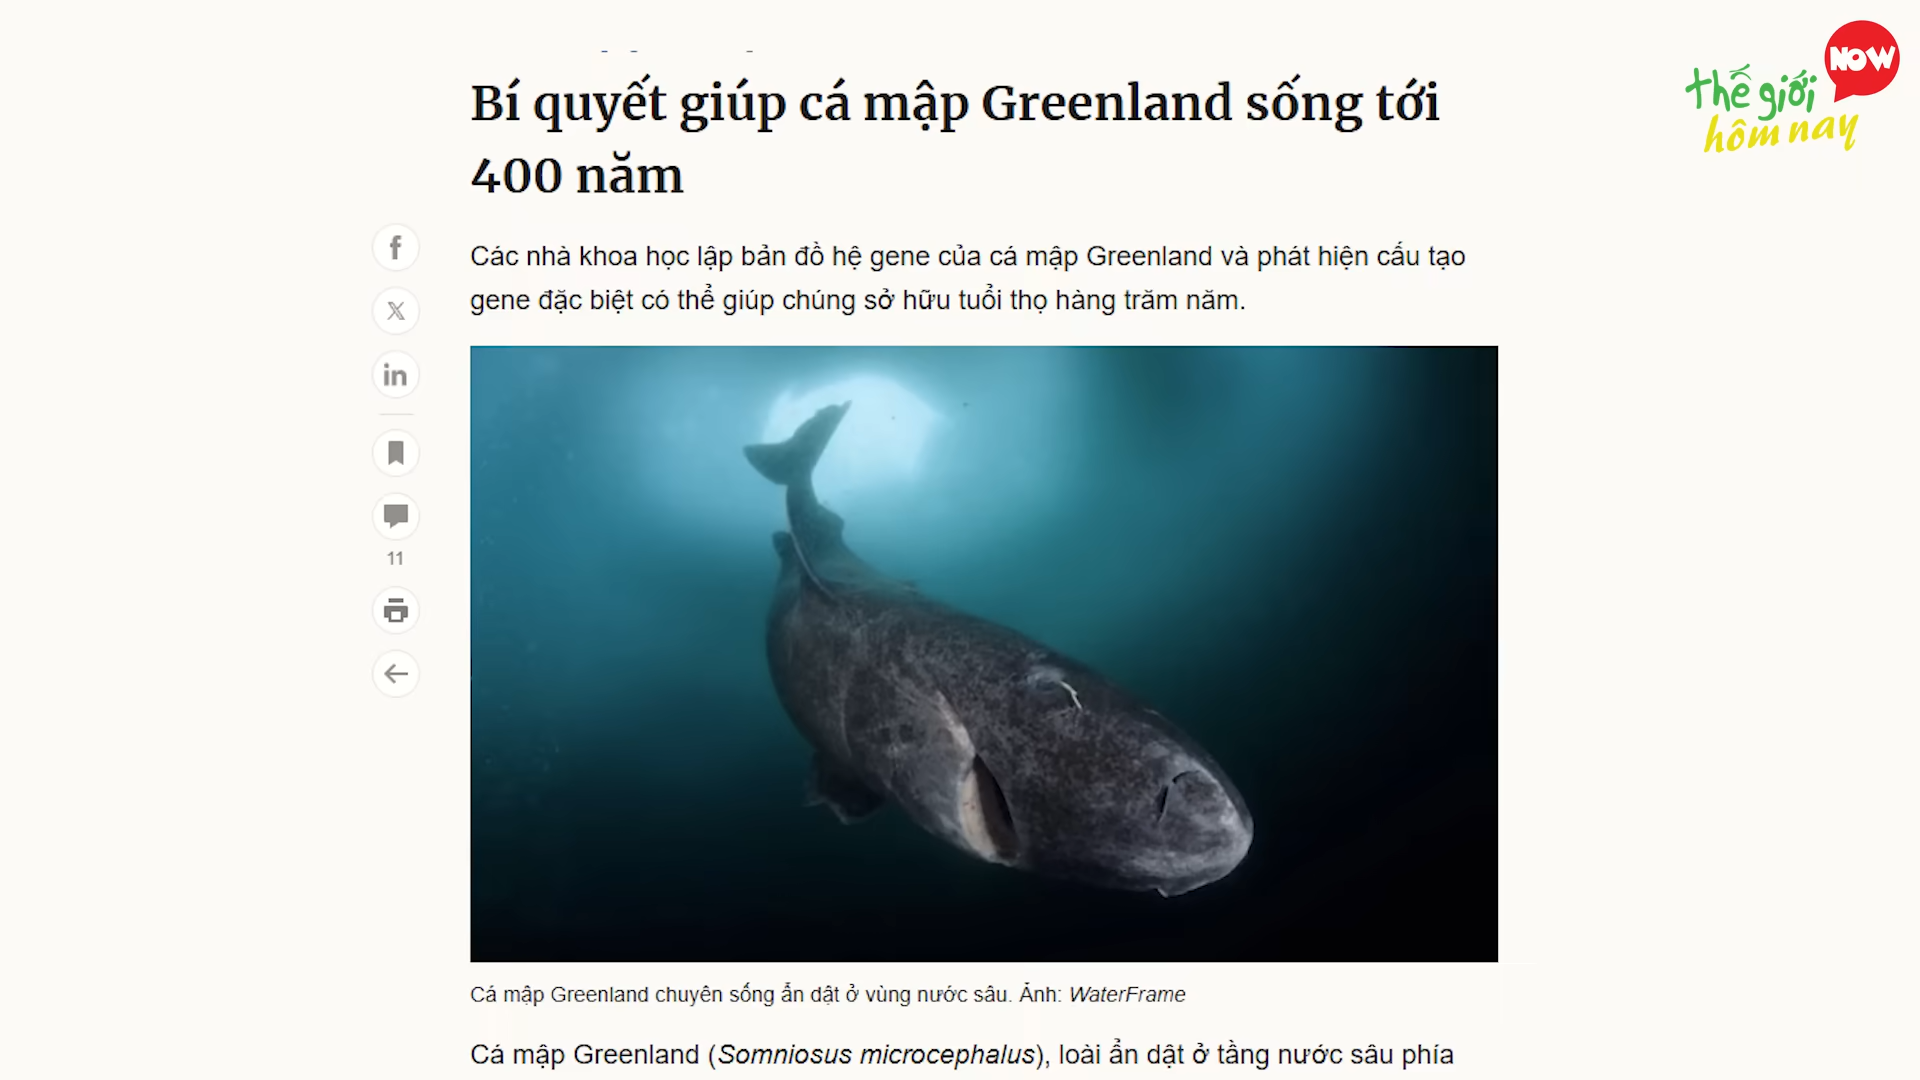 NOW
thế giới
hôm nay
Bí quyết giúp cá mập Greenland sống tới
400 năm
Các nhà khoa học lập bản đồ hệ gene của cá mập Greenland và phát hiện cấu tạo
gene đặc biệt có thể giúp chúng sở hữu tuổi thọ hàng trăm năm.
f
X
in
11
Cá mập Greenland chuyên sống ẩn dật ở vùng nước sâu. Ảnh: WaterFrame
Cá mập Greenland (Somniosus microcephalus), loài ẩn dật ở tầng nước sâu phía